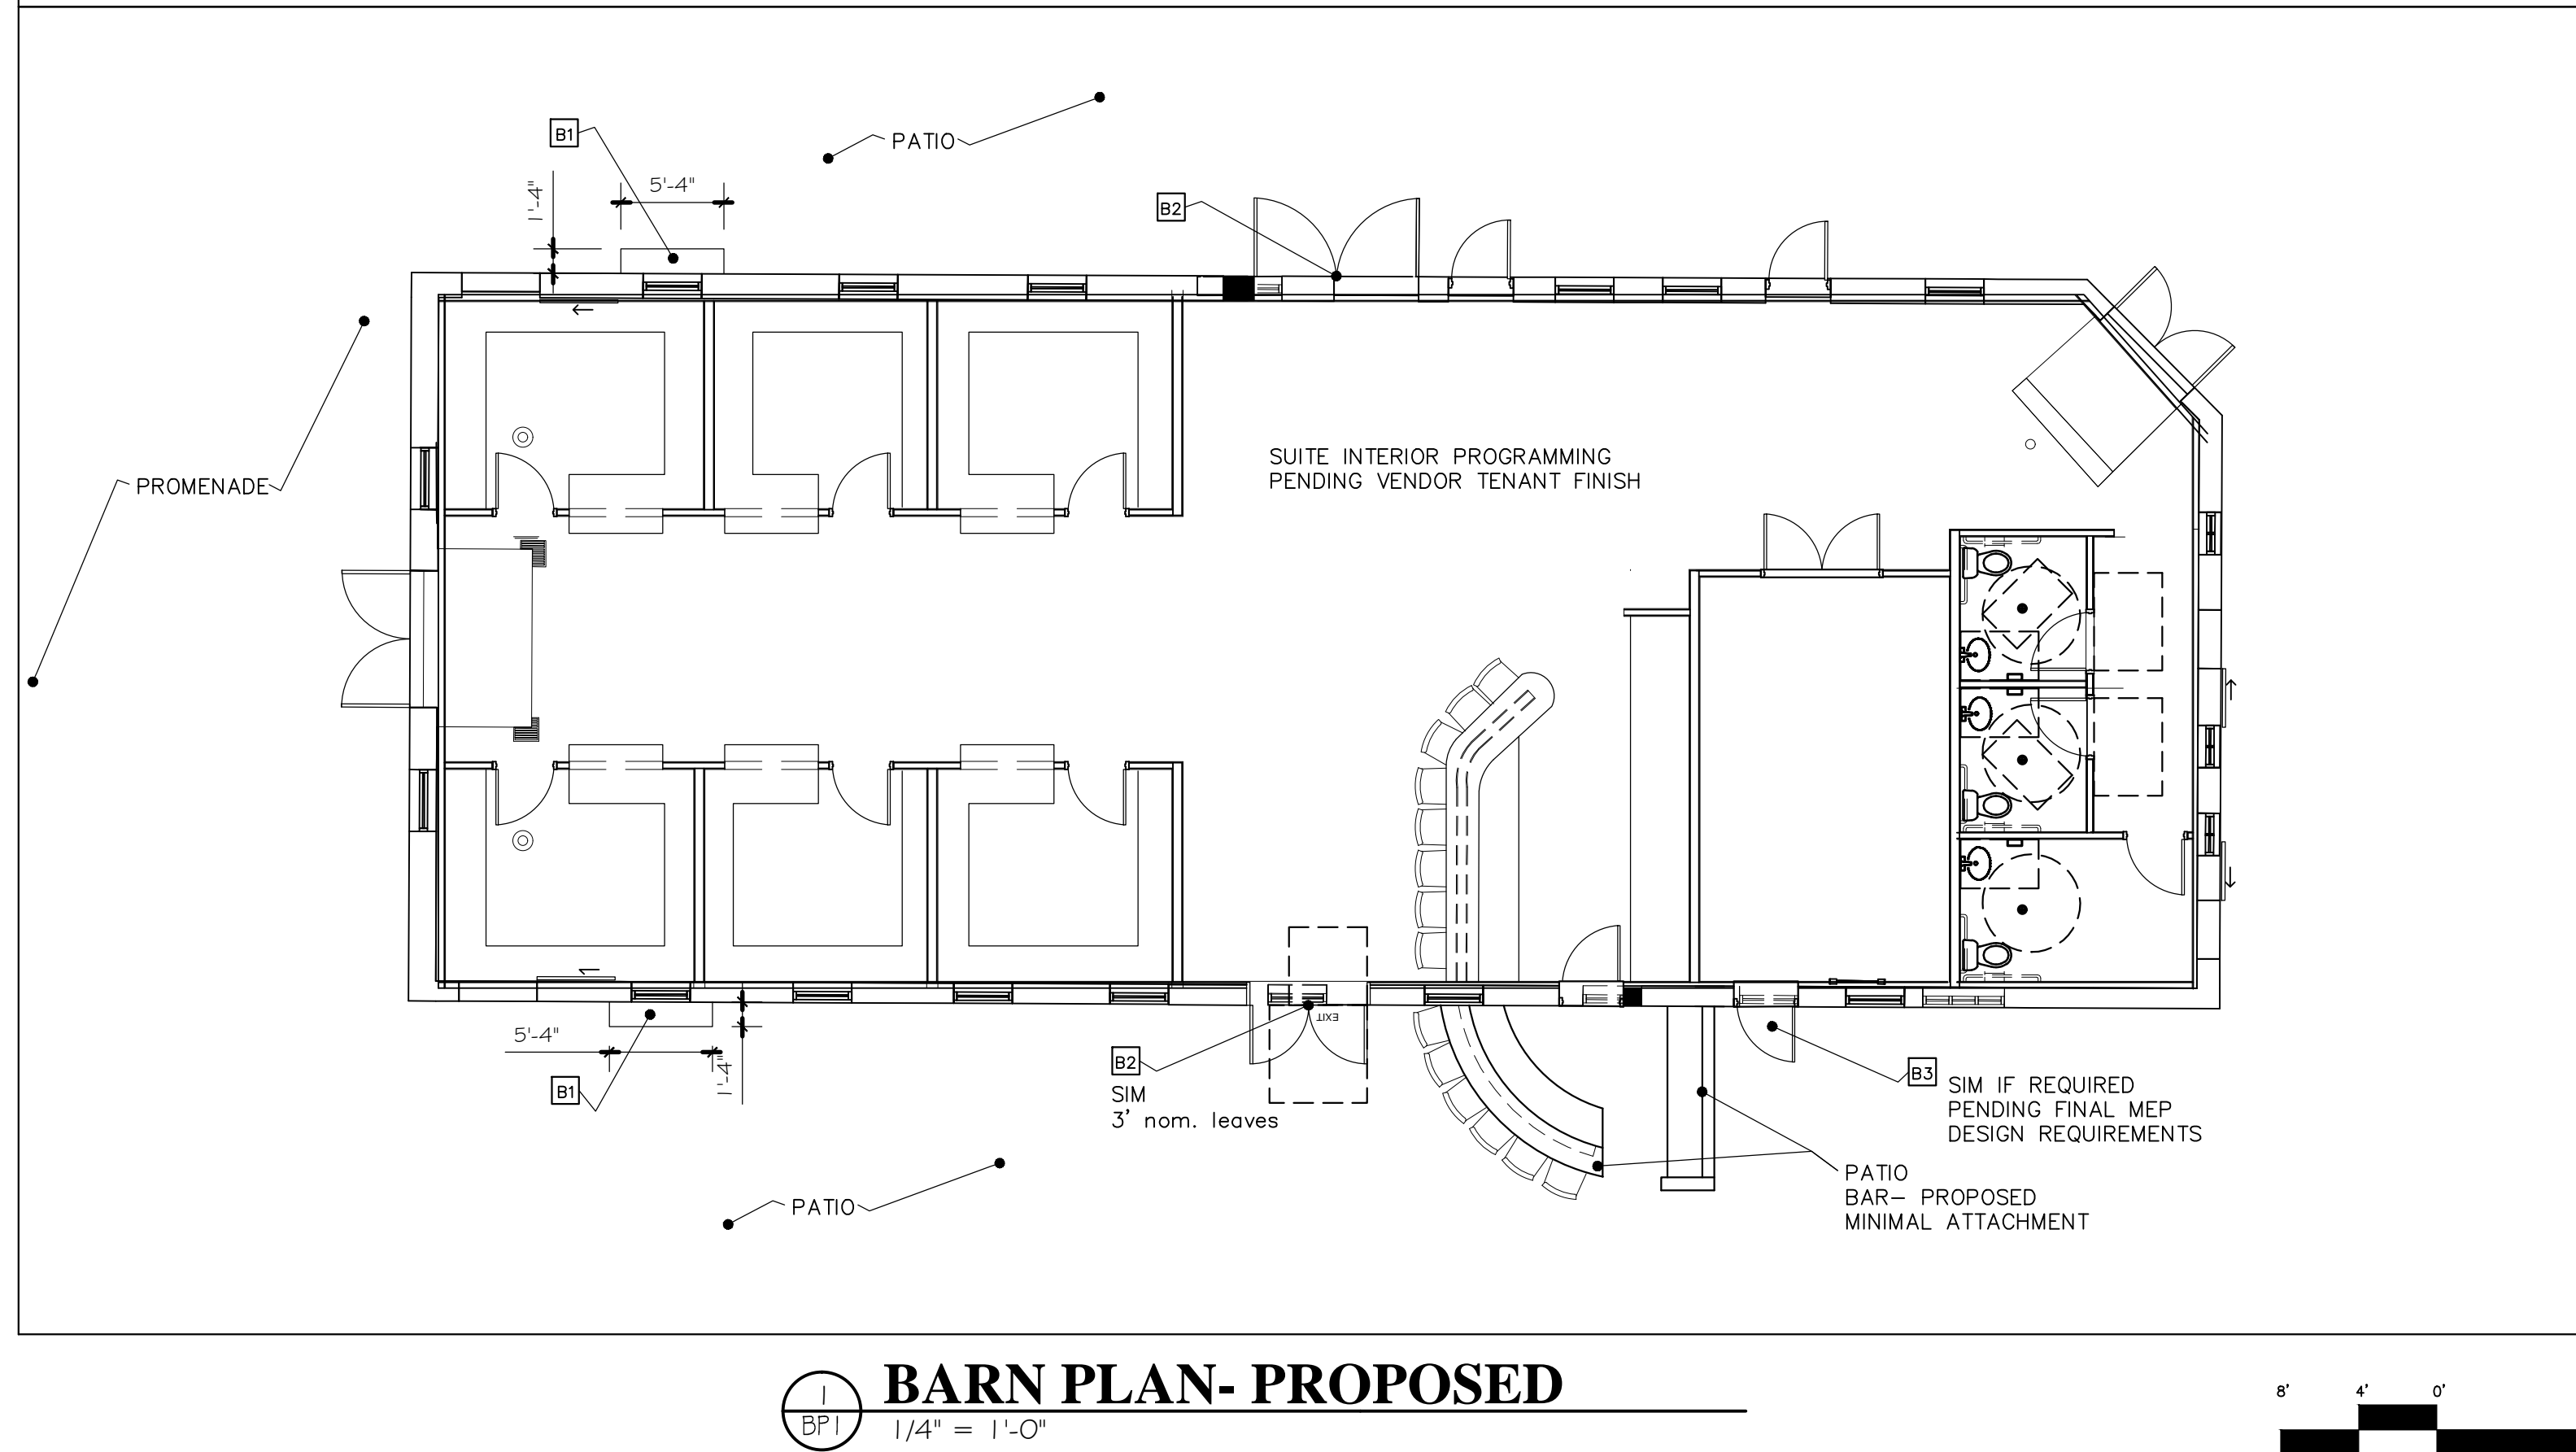 B1
PATIO
5'-4"
1'-4"
B2
PROMENADE
SUITE INTERIOR PROGRAMMING
PENDING VENDOR TENANT FINISH
EXIT
5'-4"
1'-4"
B1
B2
SIM
3' nom. leaves
B3
SIM IF REQUIRED
PENDING FINAL MEP
DESIGN REQUIREMENTS
PATIO
BAR- PROPOSED
MINIMAL ATTACHMENT
PATIO
1
BP1
BARN PLAN- PROPOSED
1/4" = 1'-0"
8' 4' 0'